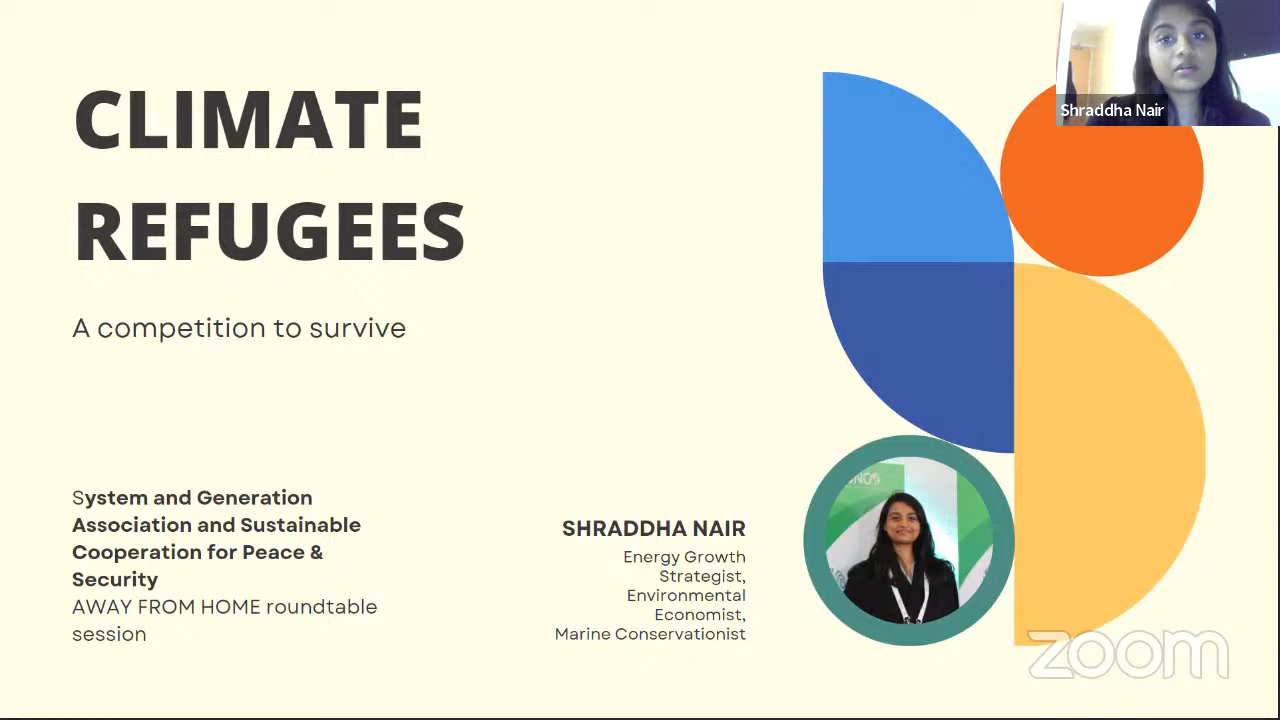 CLIMATE
REFUGEES
A competition to survive
System and Generation
Association and Sustainable
Cooperation for Peace &
Security
AWAY FROM HOME roundtable
session
SHRADDHA NAIR
Energy Growth
Strategist,
Environmental
Economist,
Marine Conservationist
Shraddha Nair
zoom